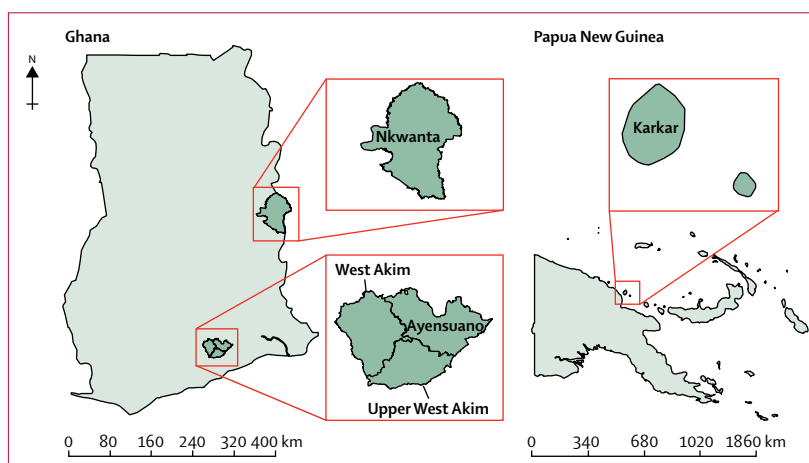 Ghana
Papua New Guinea
N
Nkwanta
Karkar
West Akim
Ayensuano
Upper West Akim
0 80 160 240 320 400 km
0 340 680 1020 1860 km